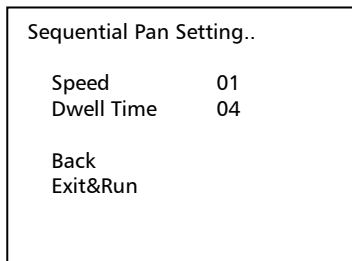 Sequential Pan Setting..
Speed 01
Dwell Time 04
Back
Exit&Run